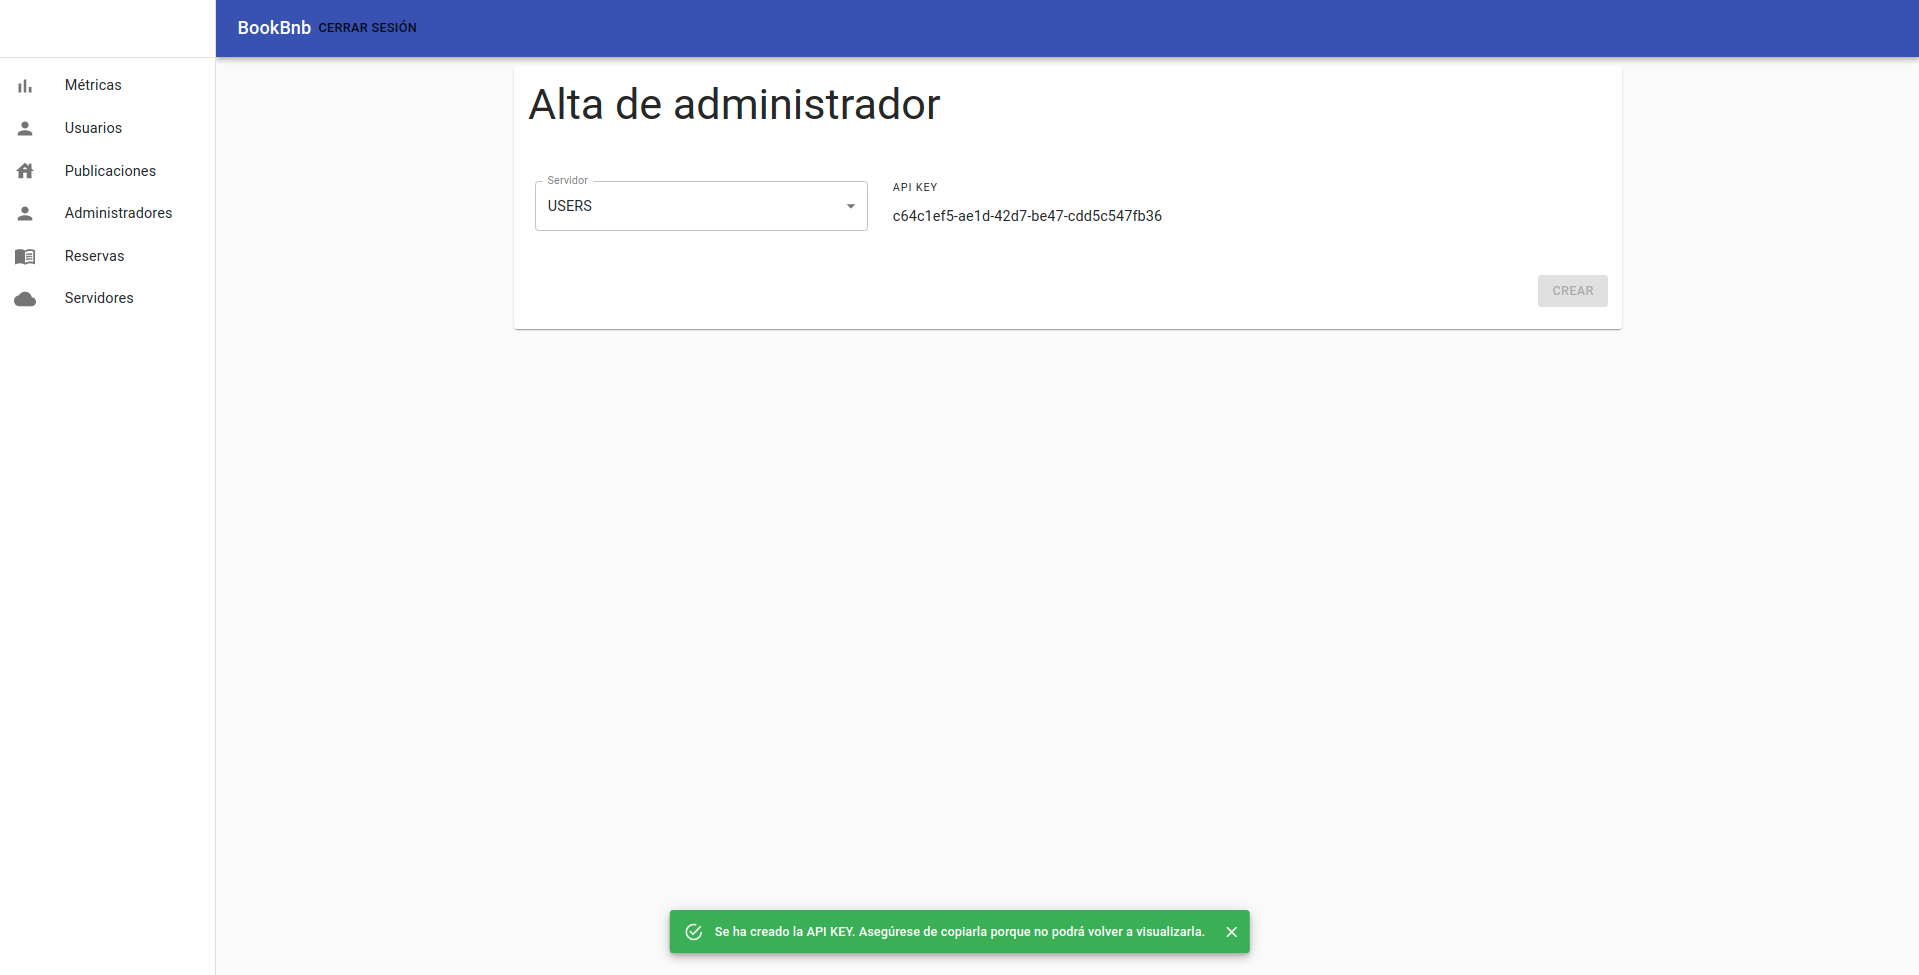 BookBnb CERRAR SESIÓN
Métricas
Usuarios
Publicaciones
Administradores
Reservas
Servidores
Alta de administrador
Servidor
USERS
API KEY
c64c1ef5-ae1d-42d7-be47-cdd5c547fb36
CREAR
Se ha creado la API KEY. Asegúrese de copiarla porque no podrá volver a visualizarla.